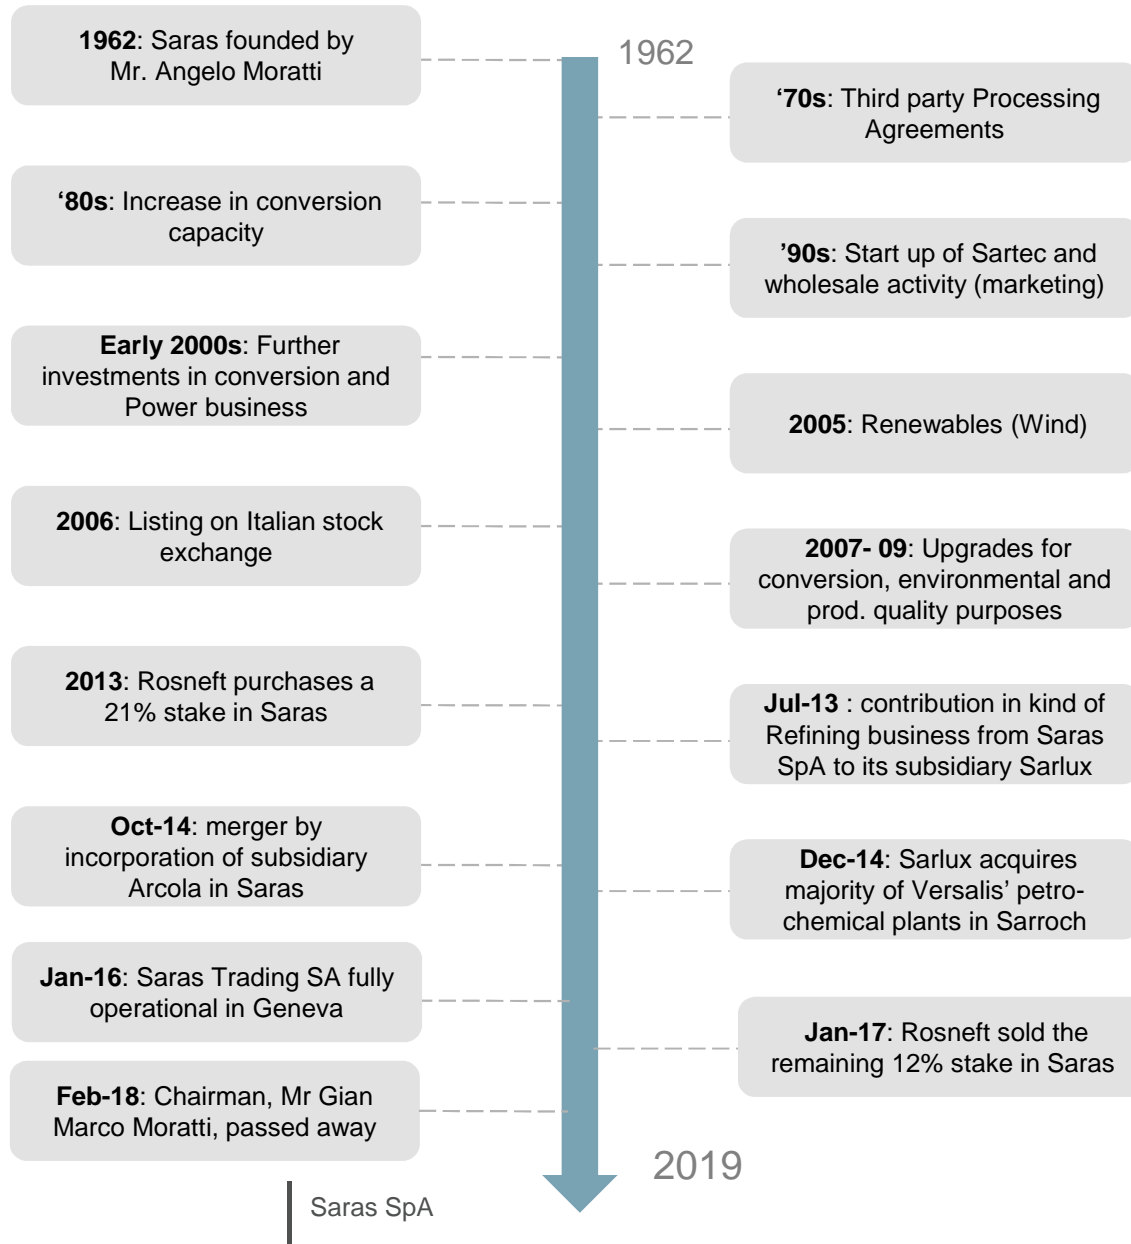 1962: Saras founded by
Mr. Angelo Moratti
1962
‘70s: Third party Processing
Agreements
‘80s: Increase in conversion
capacity
’90s: Start up of Sartec and
wholesale activity (marketing)
Early 2000s: Further
investments in conversion and
Power business
2005: Renewables (Wind)
2006: Listing on Italian stock
exchange
2007- 09: Upgrades for
conversion, environmental and
prod. quality purposes
2013: Rosneft purchases a
21% stake in Saras
Jul-13 : contribution in kind of
Refining business from Saras
SpA to its subsidiary Sarlux
Oct-14: merger by
incorporation of subsidiary
Arcola in Saras
Dec-14: Sarlux acquires
majority of Versalis’ petro-
chemical plants in Sarroch
Jan-16: Saras Trading SA fully
operational in Geneva
Jan-17: Rosneft sold the
remaining 12% stake in Saras
Feb-18: Chairman, Mr Gian
Marco Moratti, passed away
2019
Saras SpA